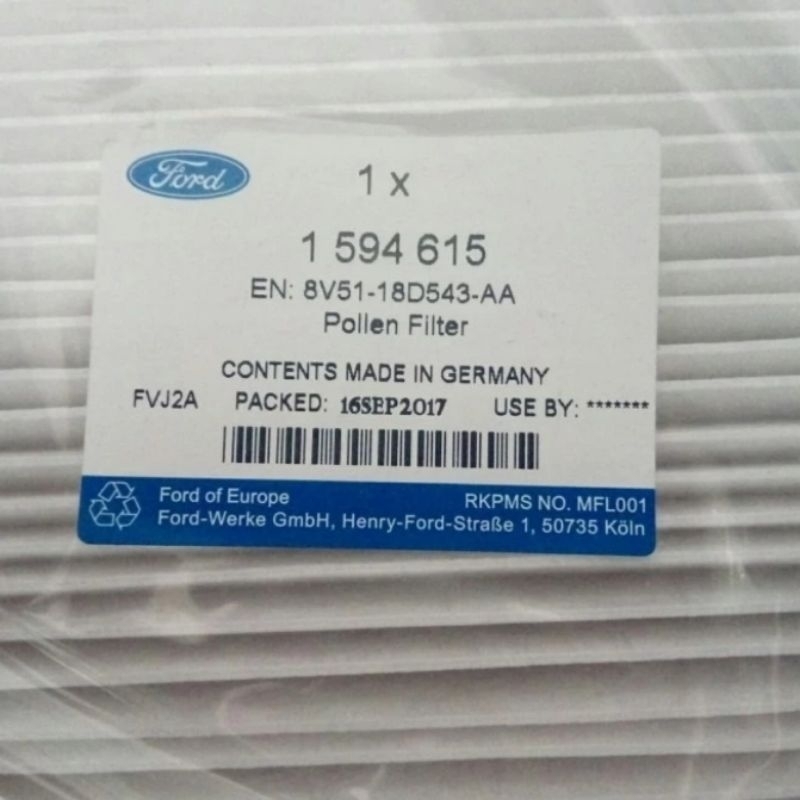 Ford
1 x
1 594 615
EN: 8V51-18D543-AA
Pollen Filter
CONTENTS MADE IN GERMANY
FVJ2A PACKED: 16SEP2017 USE BY: *******
Ford of Europe RKPMS NO. MFL001
Ford-Werke GmbH, Henry-Ford-Straße 1, 50735 Köln